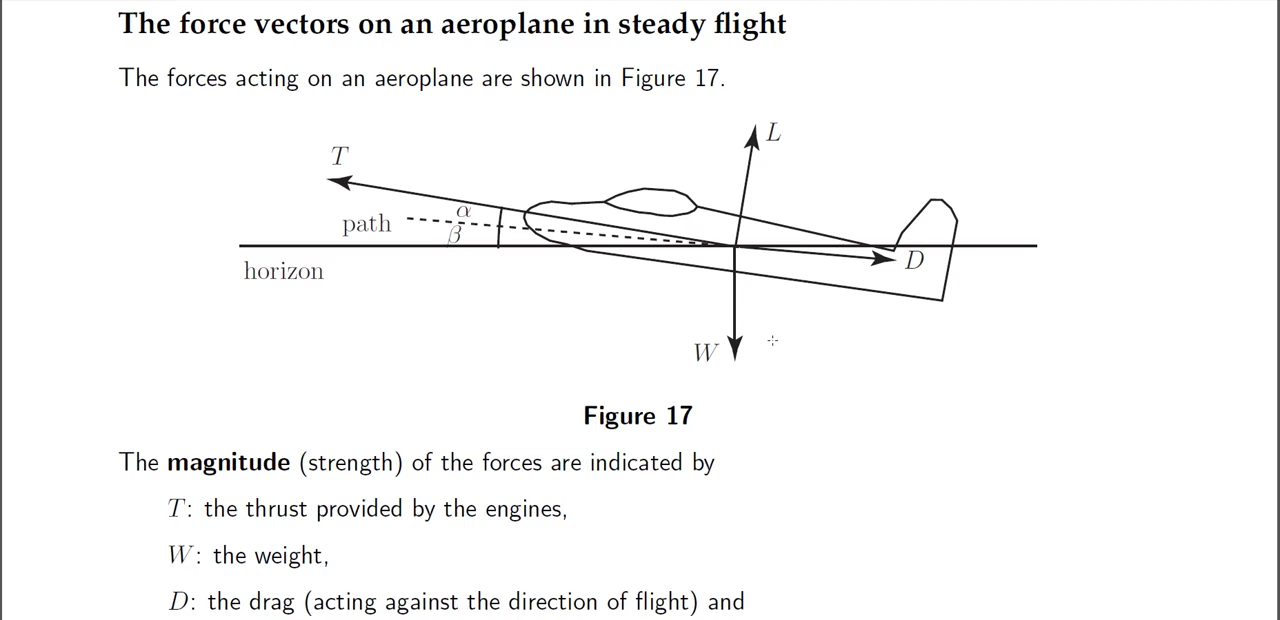 The force vectors on an aeroplane in steady flight
The forces acting on an aeroplane are shown in Figure 17.
L
T
α
path
β
D
horizon
W
Figure 17
The magnitude (strength) of the forces are indicated by
T: the thrust provided by the engines,
W: the weight,
D: the drag (acting against the direction of flight) and